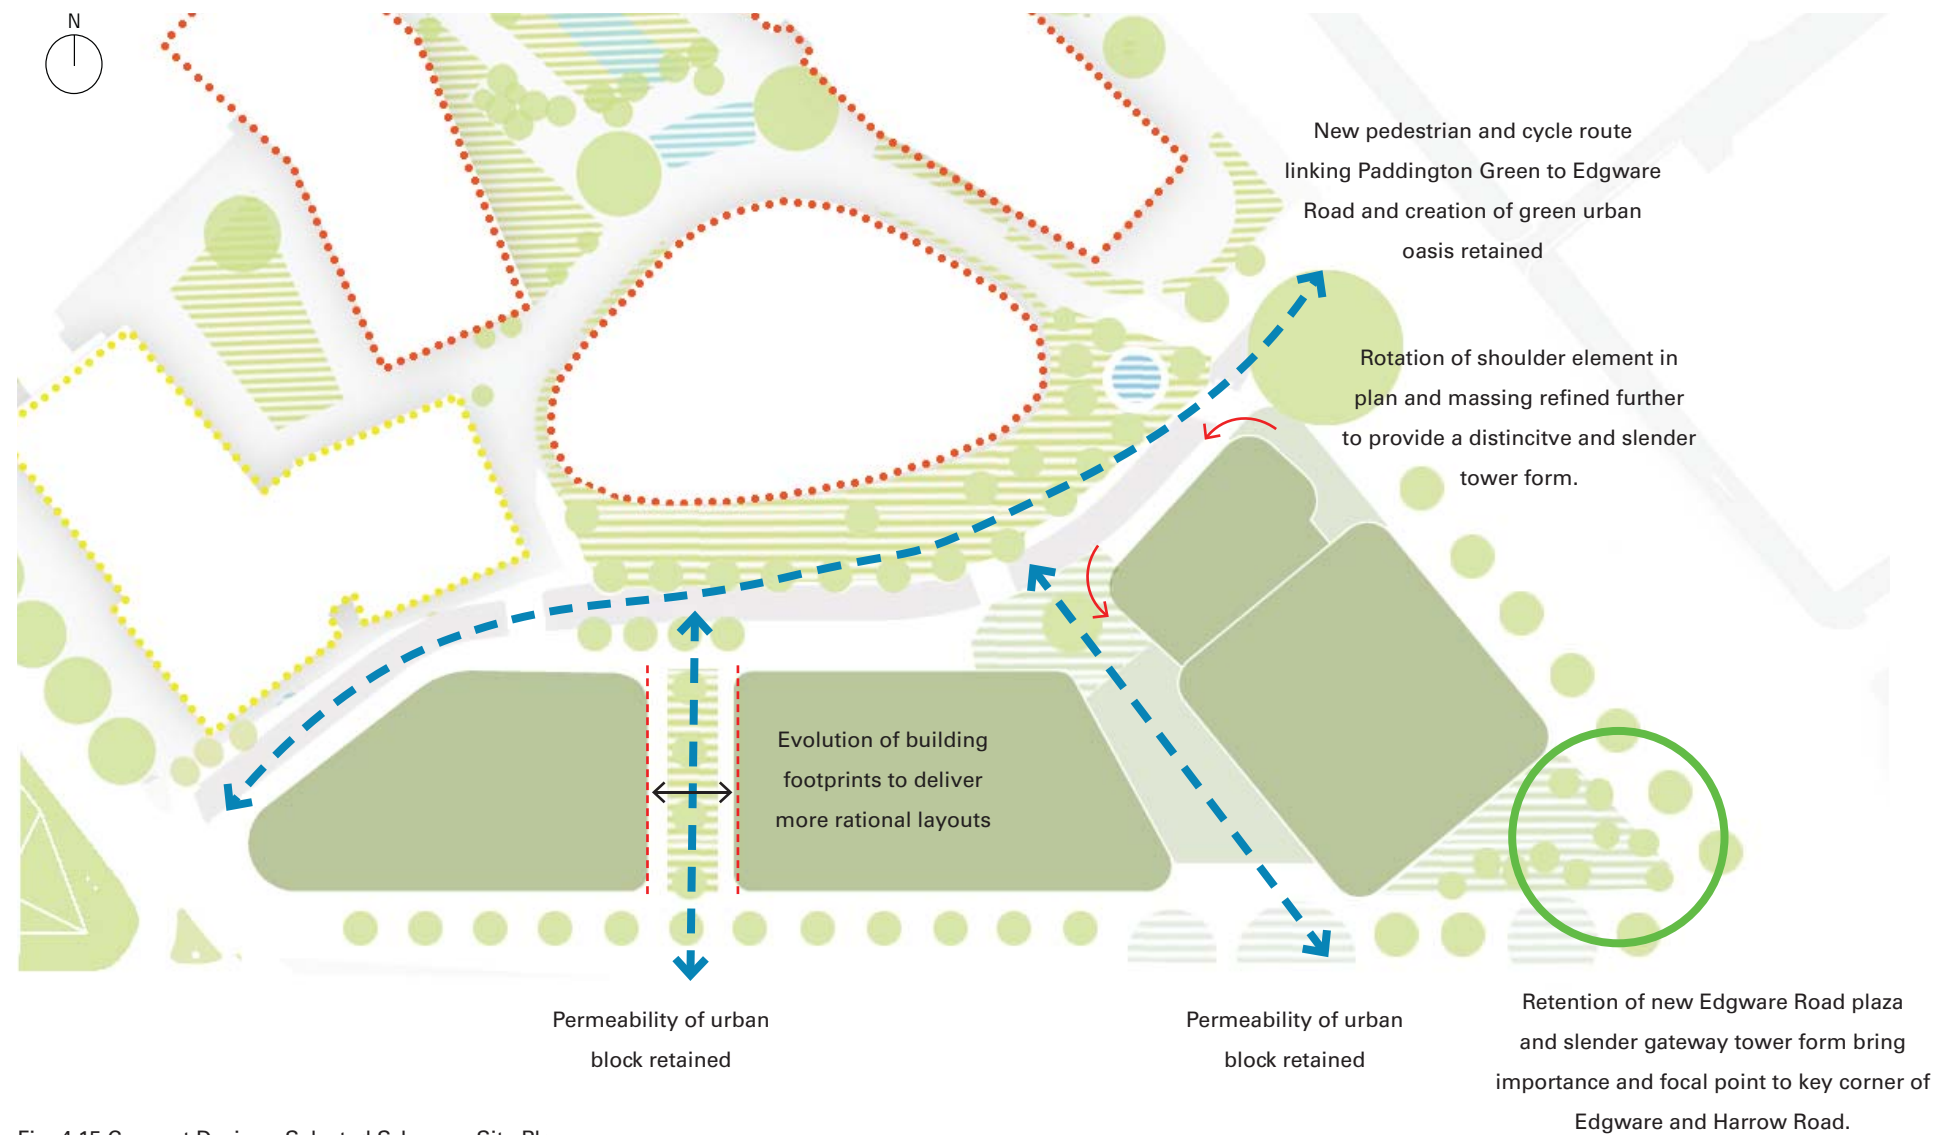 N
New pedestrian and cycle route
linking Paddington Green to Edgware
Road and creation of green urban
oasis retained
Rotation of shoulder element in
plan and massing refined further
to provide a distincitve and slender
tower form.
Evolution of building
footprints to deliver
more rational layouts
Permeability of urban
block retained
Permeability of urban
block retained
Retention of new Edgware Road plaza
and slender gateway tower form bring
importance and focal point to key corner of
Edgware and Harrow Road.